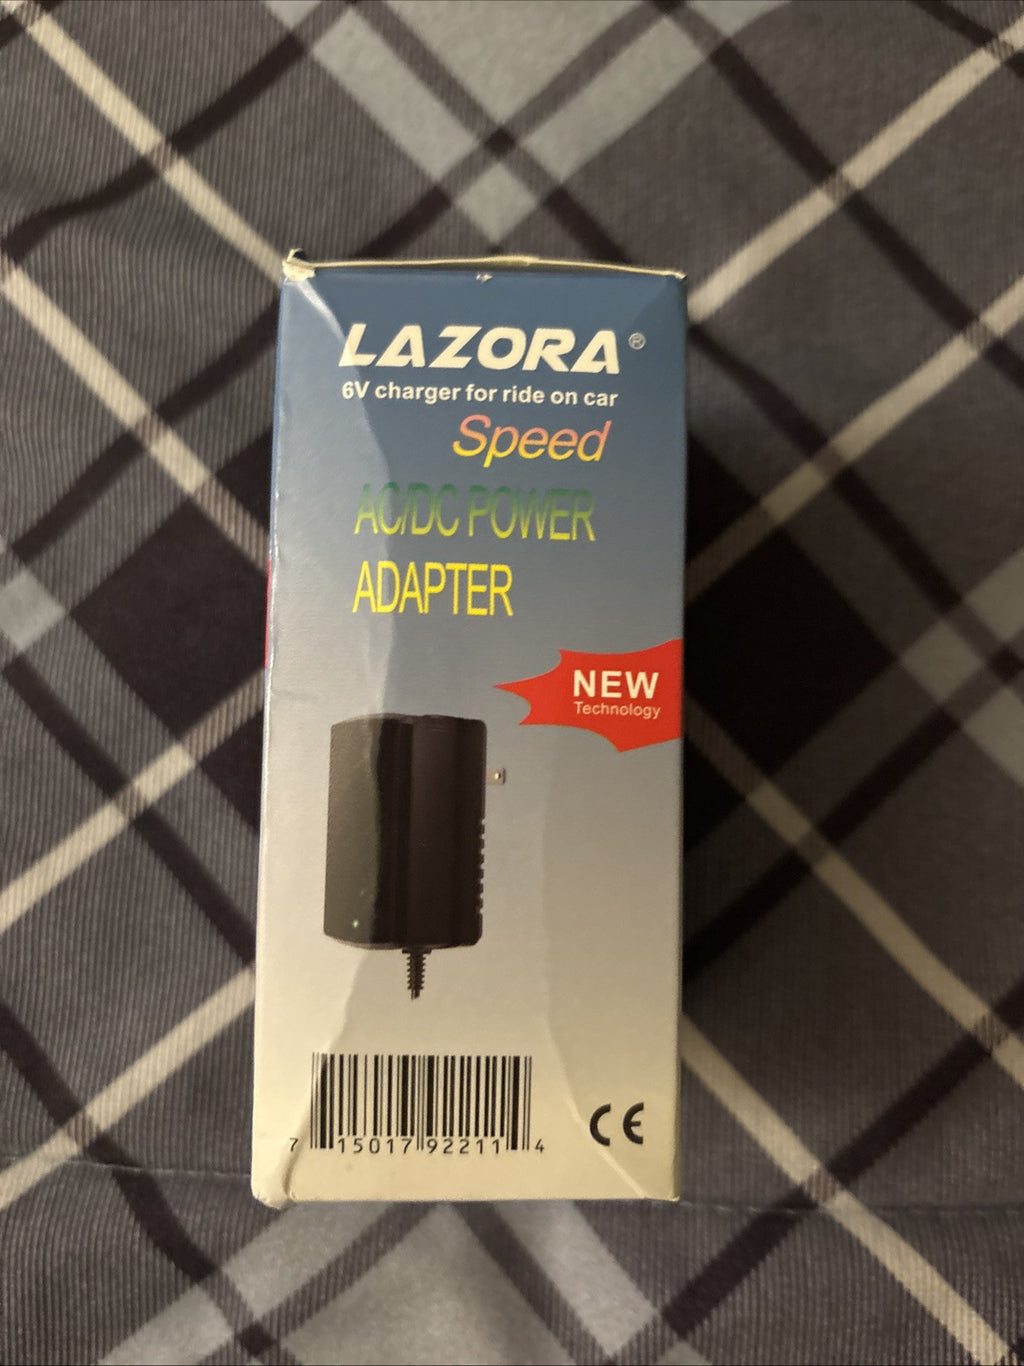 LAZORA®
6V charger for ride on car
Speed
AC/DC POWER
ADAPTER
NEW
Technology
7 15017 92211 4
CE